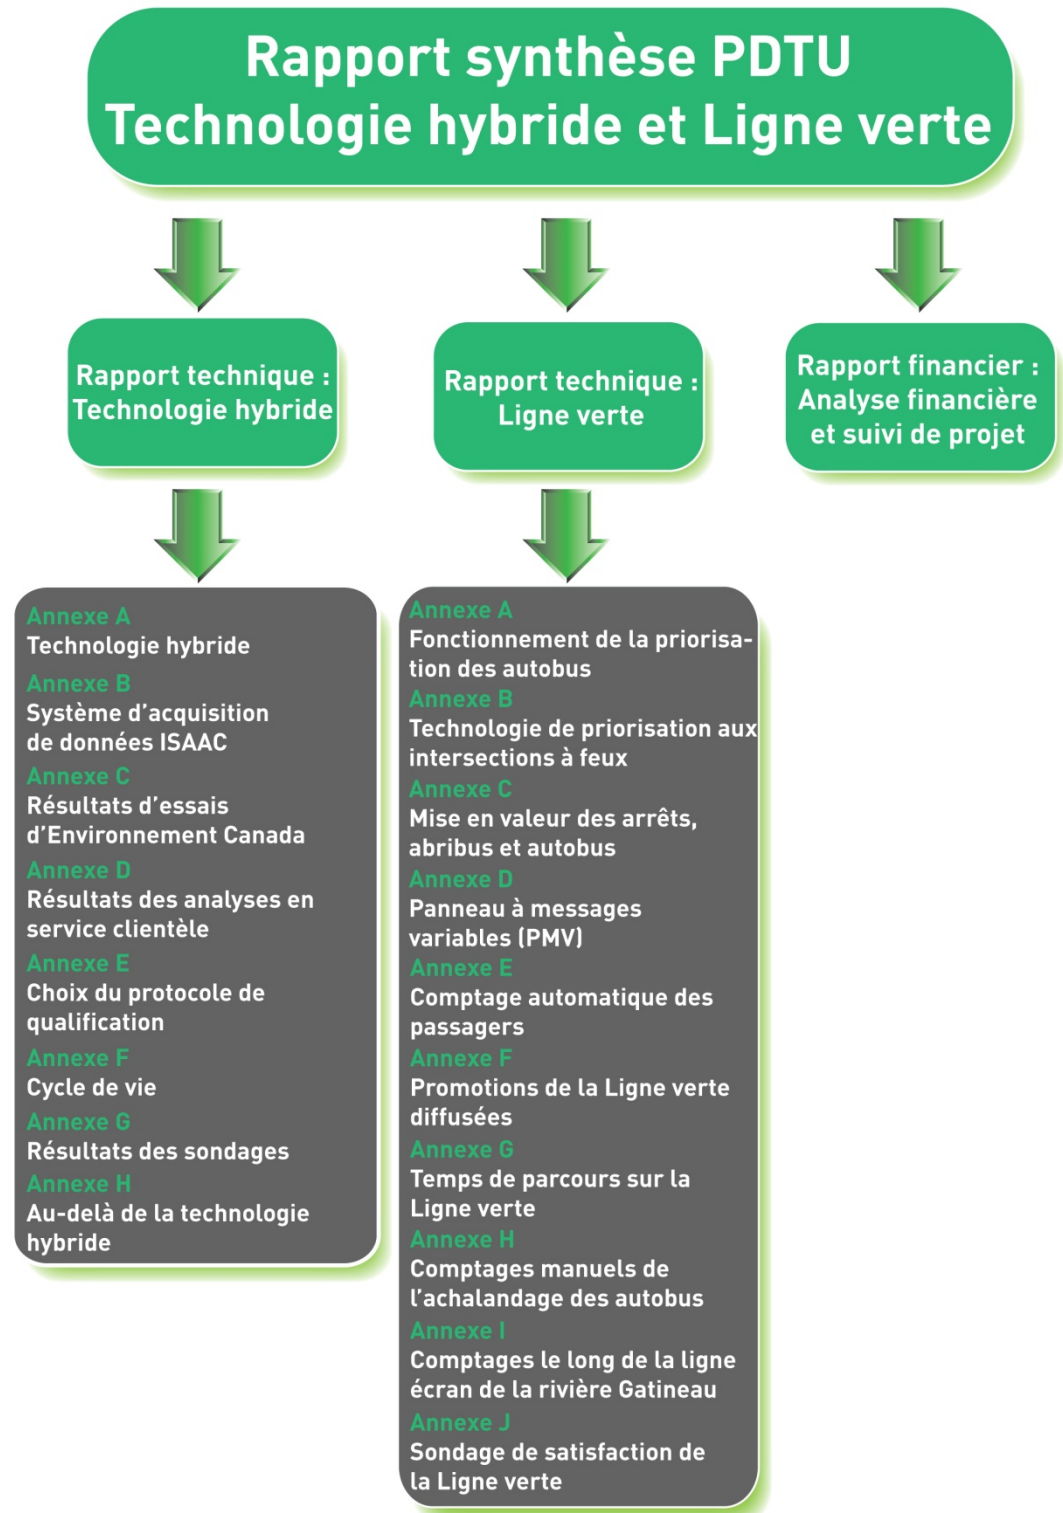 Rapport synthèse PDTU
Technologie hybride et Ligne verte
Rapport technique :
Technologie hybride
Rapport technique :
Ligne verte
Rapport financier :
Analyse financière
et suivi de projet
Annexe A
Technologie hybride
Annexe B
Système d'acquisition
de données ISAAC
Annexe C
Résultats d'essais
d'Environnement Canada
Annexe D
Résultats des analyses en
service clientèle
Annexe E
Choix du protocole de
qualification
Annexe F
Cycle de vie
Annexe G
Résultats des sondages
Annexe H
Au-delà de la technologie
hybride
Annexe A
Fonctionnement de la priorisa-
tion des autobus
Annexe B
Technologie de priorisation aux
intersections à feux
Annexe C
Mise en valeur des arrêts,
abribus et autobus
Annexe D
Panneau à messages
variables (PMV)
Annexe E
Comptage automatique des
passagers
Annexe F
Promotions de la Ligne verte
diffusées
Annexe G
Temps de parcours sur la
Ligne verte
Annexe H
Comptages manuels de
l'achalandage des autobus
Annexe I
Comptages le long de la ligne
écran de la rivière Gatineau
Annexe J
Sondage de satisfaction de
la Ligne verte